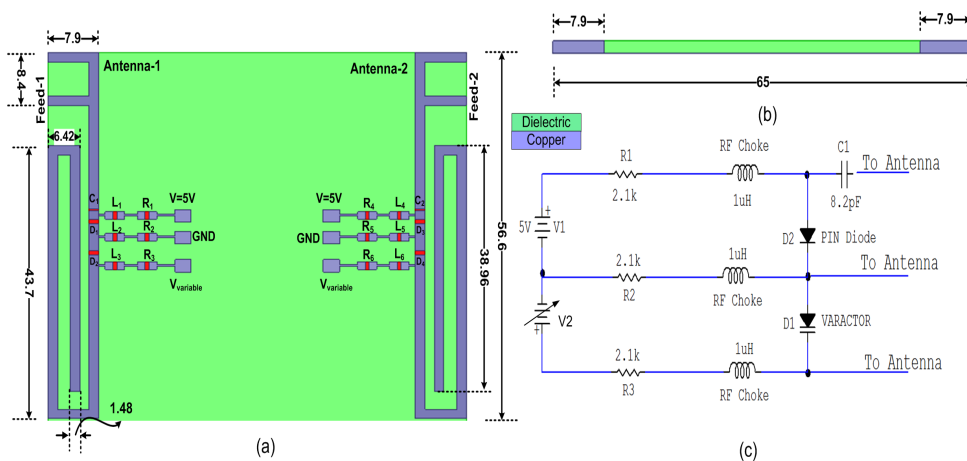 7.9
8.4
Feed-1
Antenna-1
Antenna-2
Feed-2
6.42
43.7
C1
L1
R1
V=5V
D1
L2
R2
GND
D2
L3
R3
Vvariable
V=5V
R4
L4
C2
GND
R5
L5
D3
R6
L6
D4
Vvariable
38.96
56.6
1.48
(a)
7.9
7.9
65
(b)
Dielectric
Copper
R1
2.1k
RF Choke
1uH
C1
8.2pF
To Antenna
+
5V
V1
D2
PIN Diode
2.1k
R2
1uH
RF Choke
To Antenna
V2
+
D1
VARACTOR
2.1k
R3
1uH
RF Choke
To Antenna
(c)